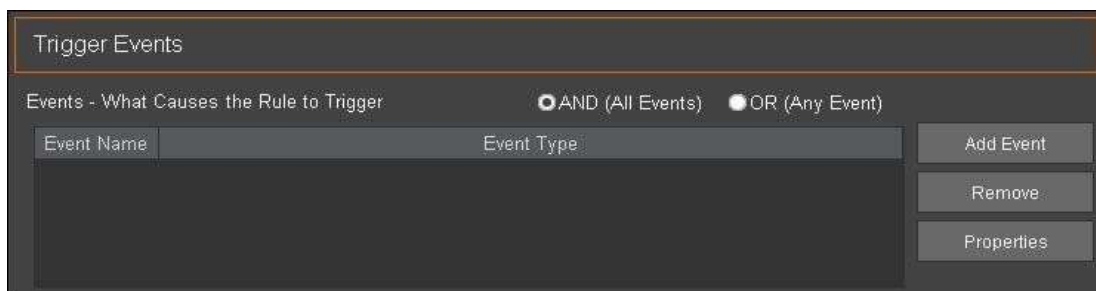 Trigger Events
Events - What Causes the Rule to Trigger
AND (All Events)
OR (Any Event)
Event Name
Event Type
Add Event
Remove
Properties